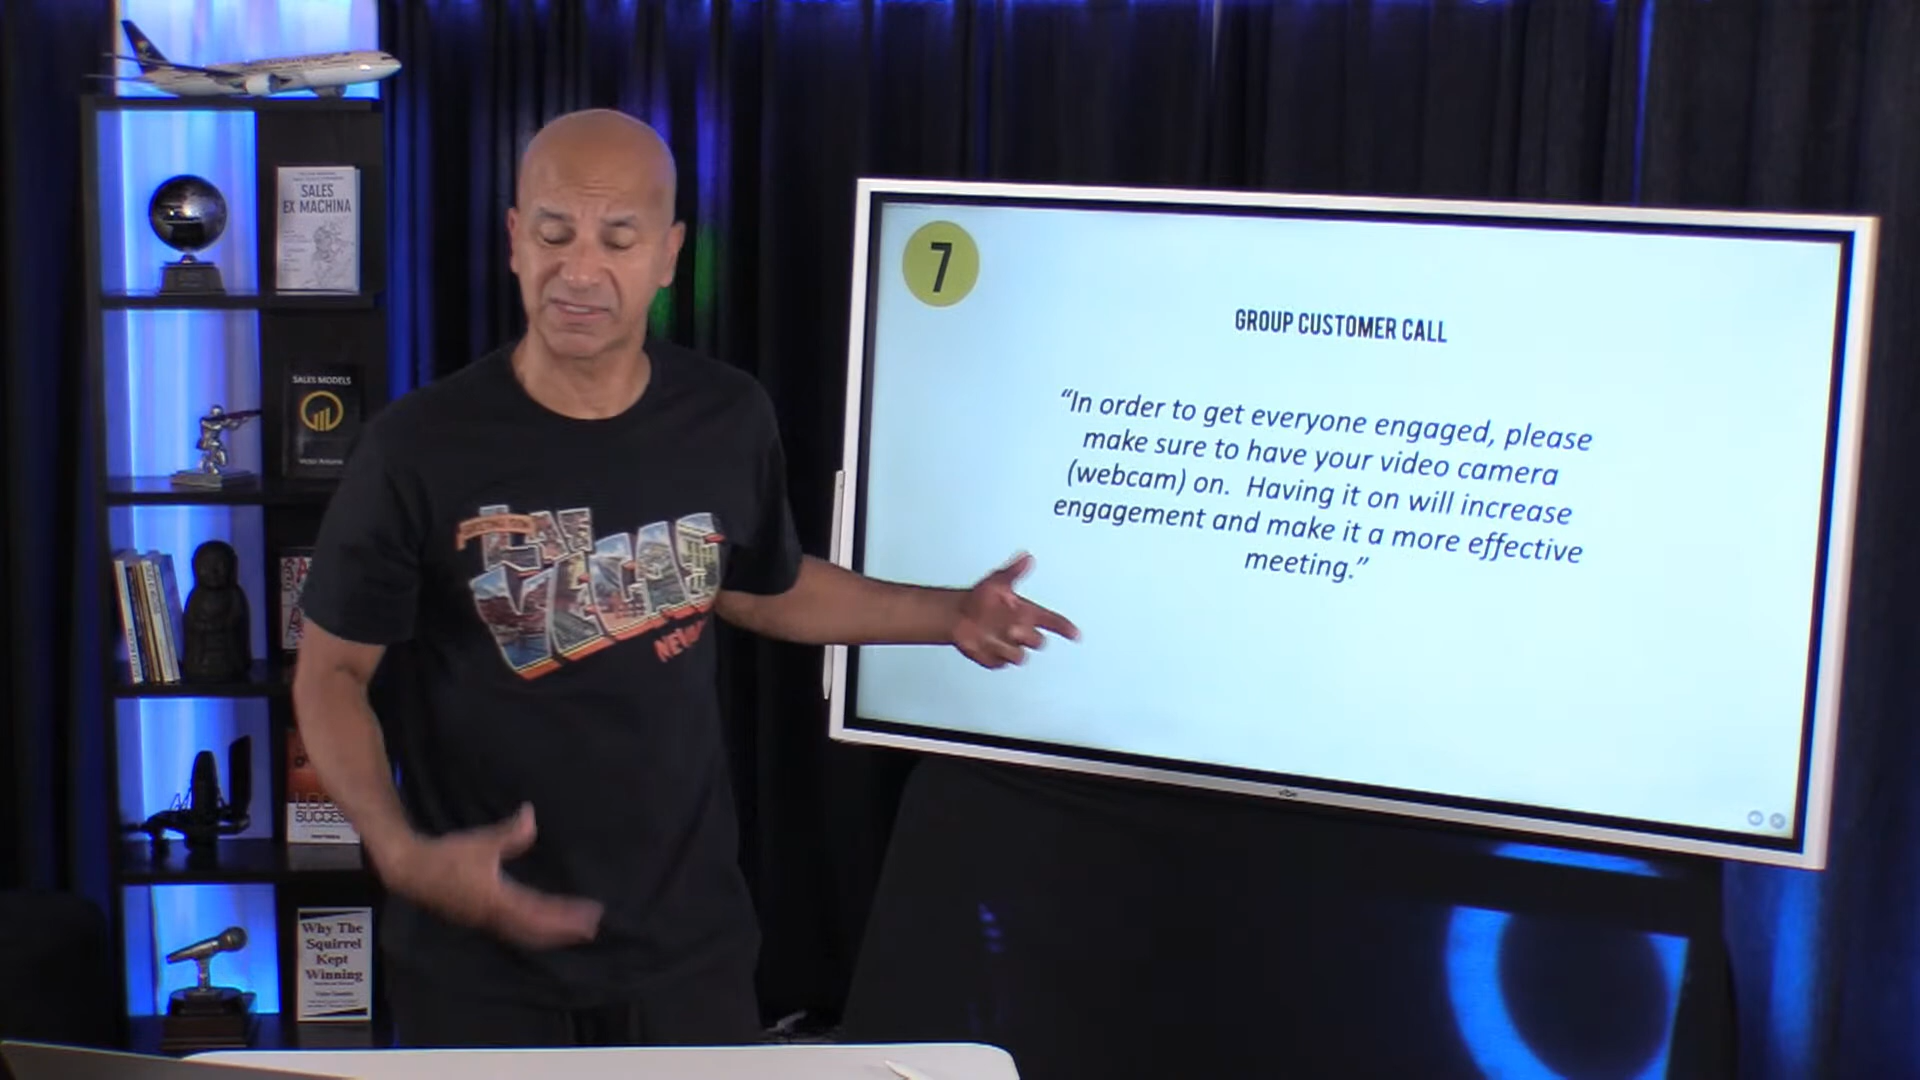 SALES
EX MACHINA
SALES MODELS
SUCCESS
Why The
Squirrel
Kept
Winning
VEGAS
7
GROUP CUSTOMER CALL
“In order to get everyone engaged, please
make sure to have your video camera
(webcam) on. Having it on will increase
engagement and make it a more effective
meeting.”
vibe